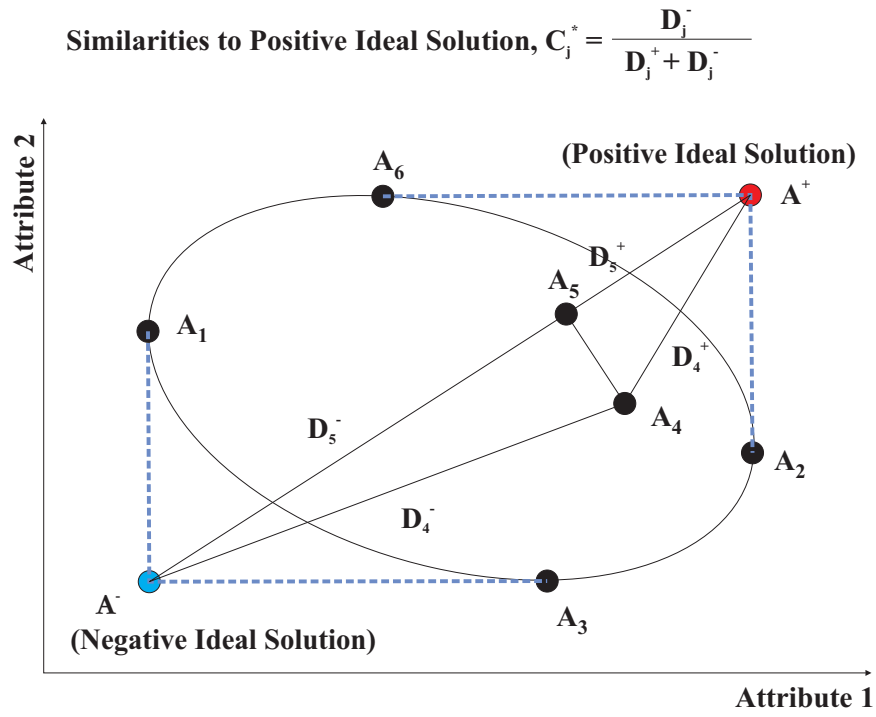 Similarities to Positive Ideal Solution, C_j^* = D_j^- / (D_j^+ + D_j^-)
Attribute 2
A_6
(Positive Ideal Solution)
A^+
D_5^+
A_5
A_1
D_4^+
A_4
D_5^-
A_2
D_4^-
A^-
A_3
(Negative Ideal Solution)
Attribute 1